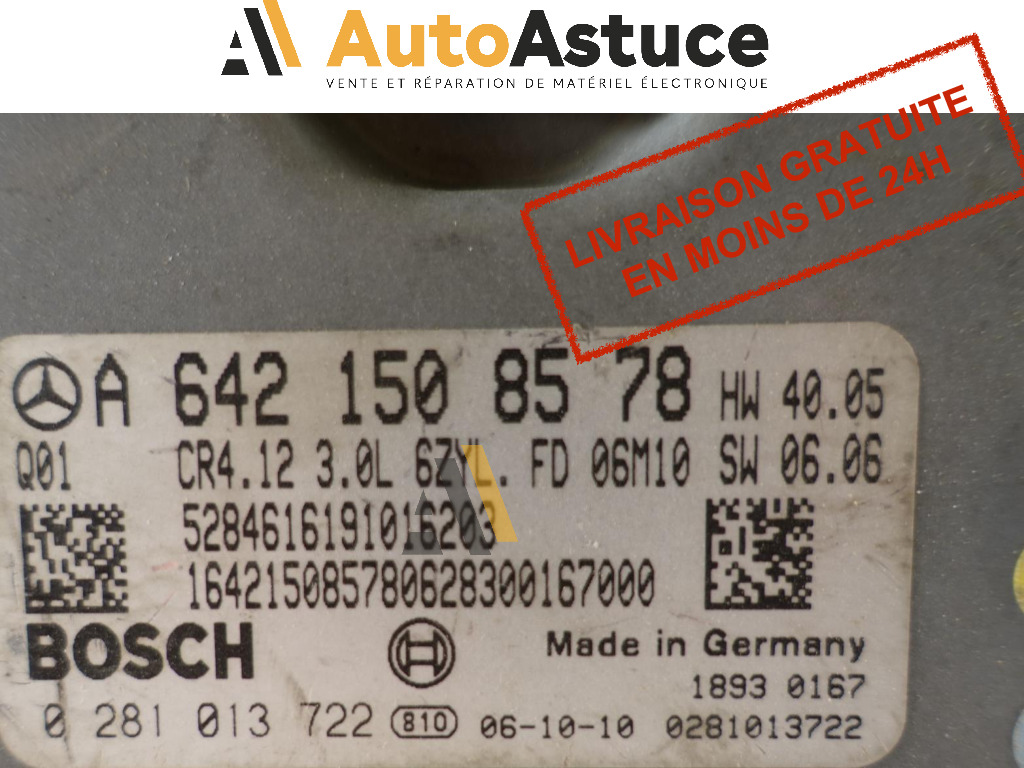 AutoAstuce
VENTE ET RÉPARATION DE MATÉRIEL ÉLECTRONIQUE
LIVRAISON GRATUITE
EN MOINS DE 24H
A 642 150 85 78 HW 40.05
Q01 CR4.12 3.0L 6ZYL. FD 06M10 SW 06.06
5284616191016203
164215085780628300167000
BOSCH Made in Germany
1893 0167
0 281 013 722 810 06-10-10 0281013722